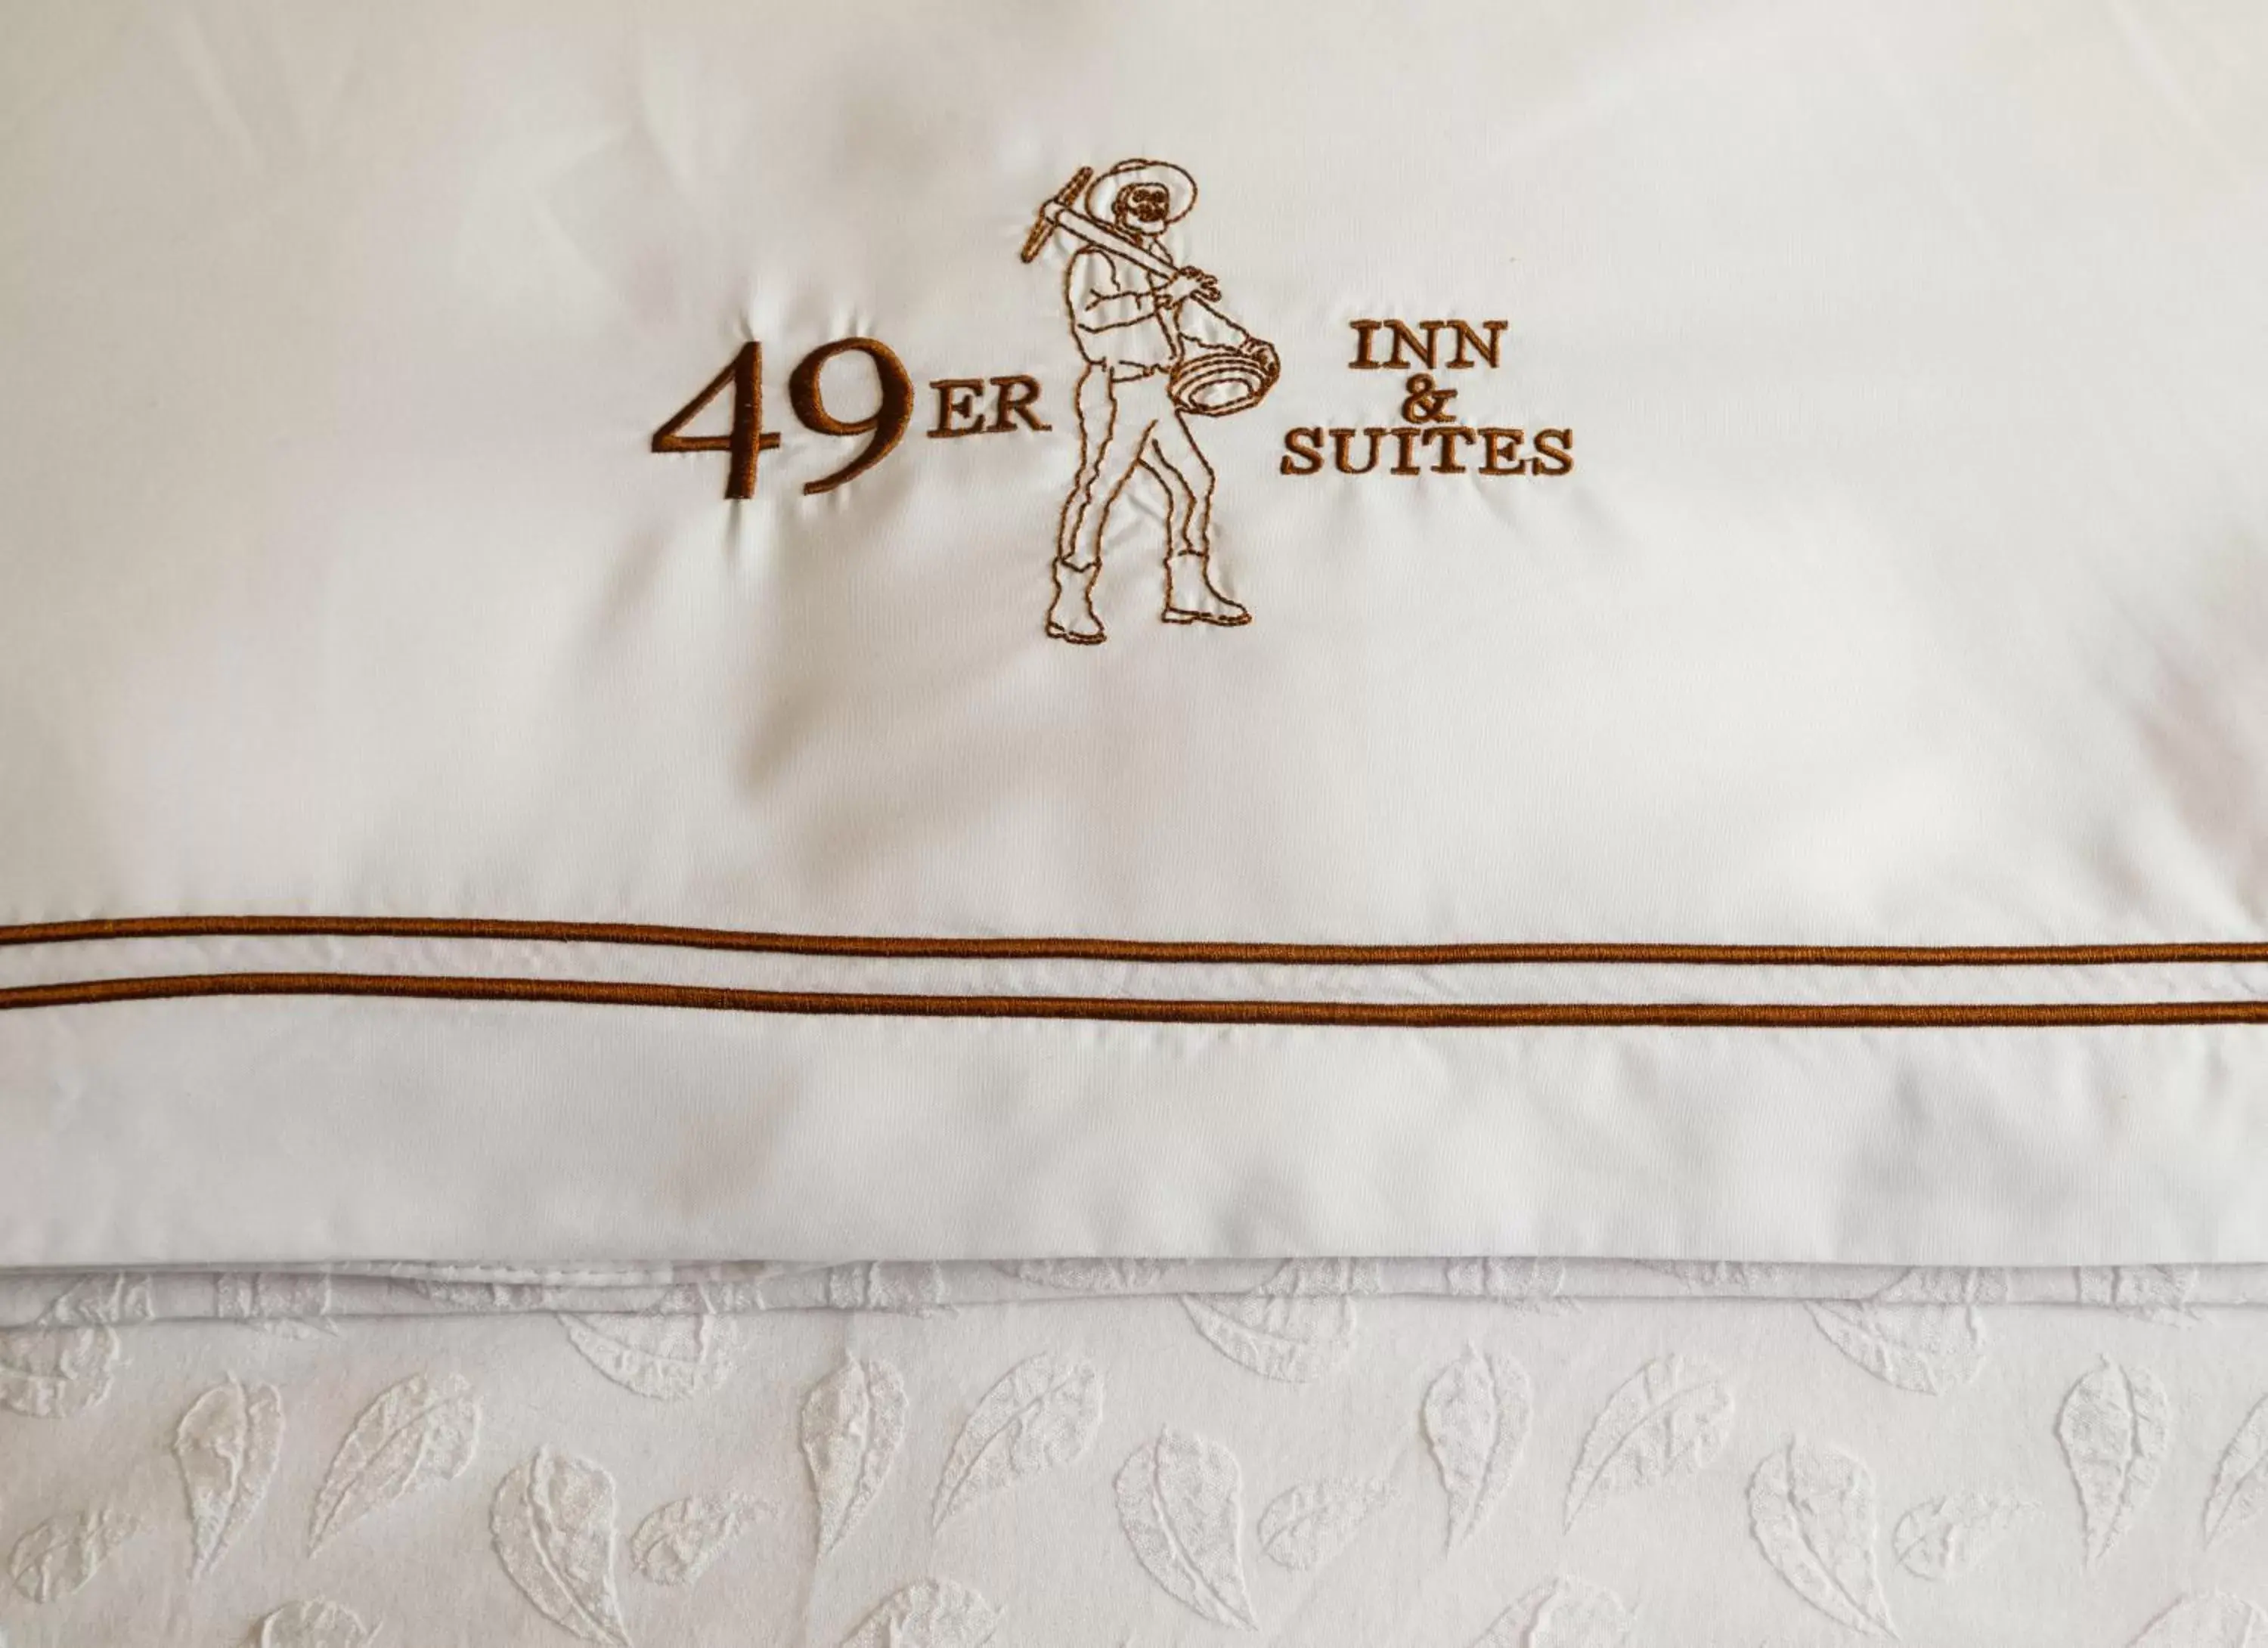 49ER
INN
&
SUITES